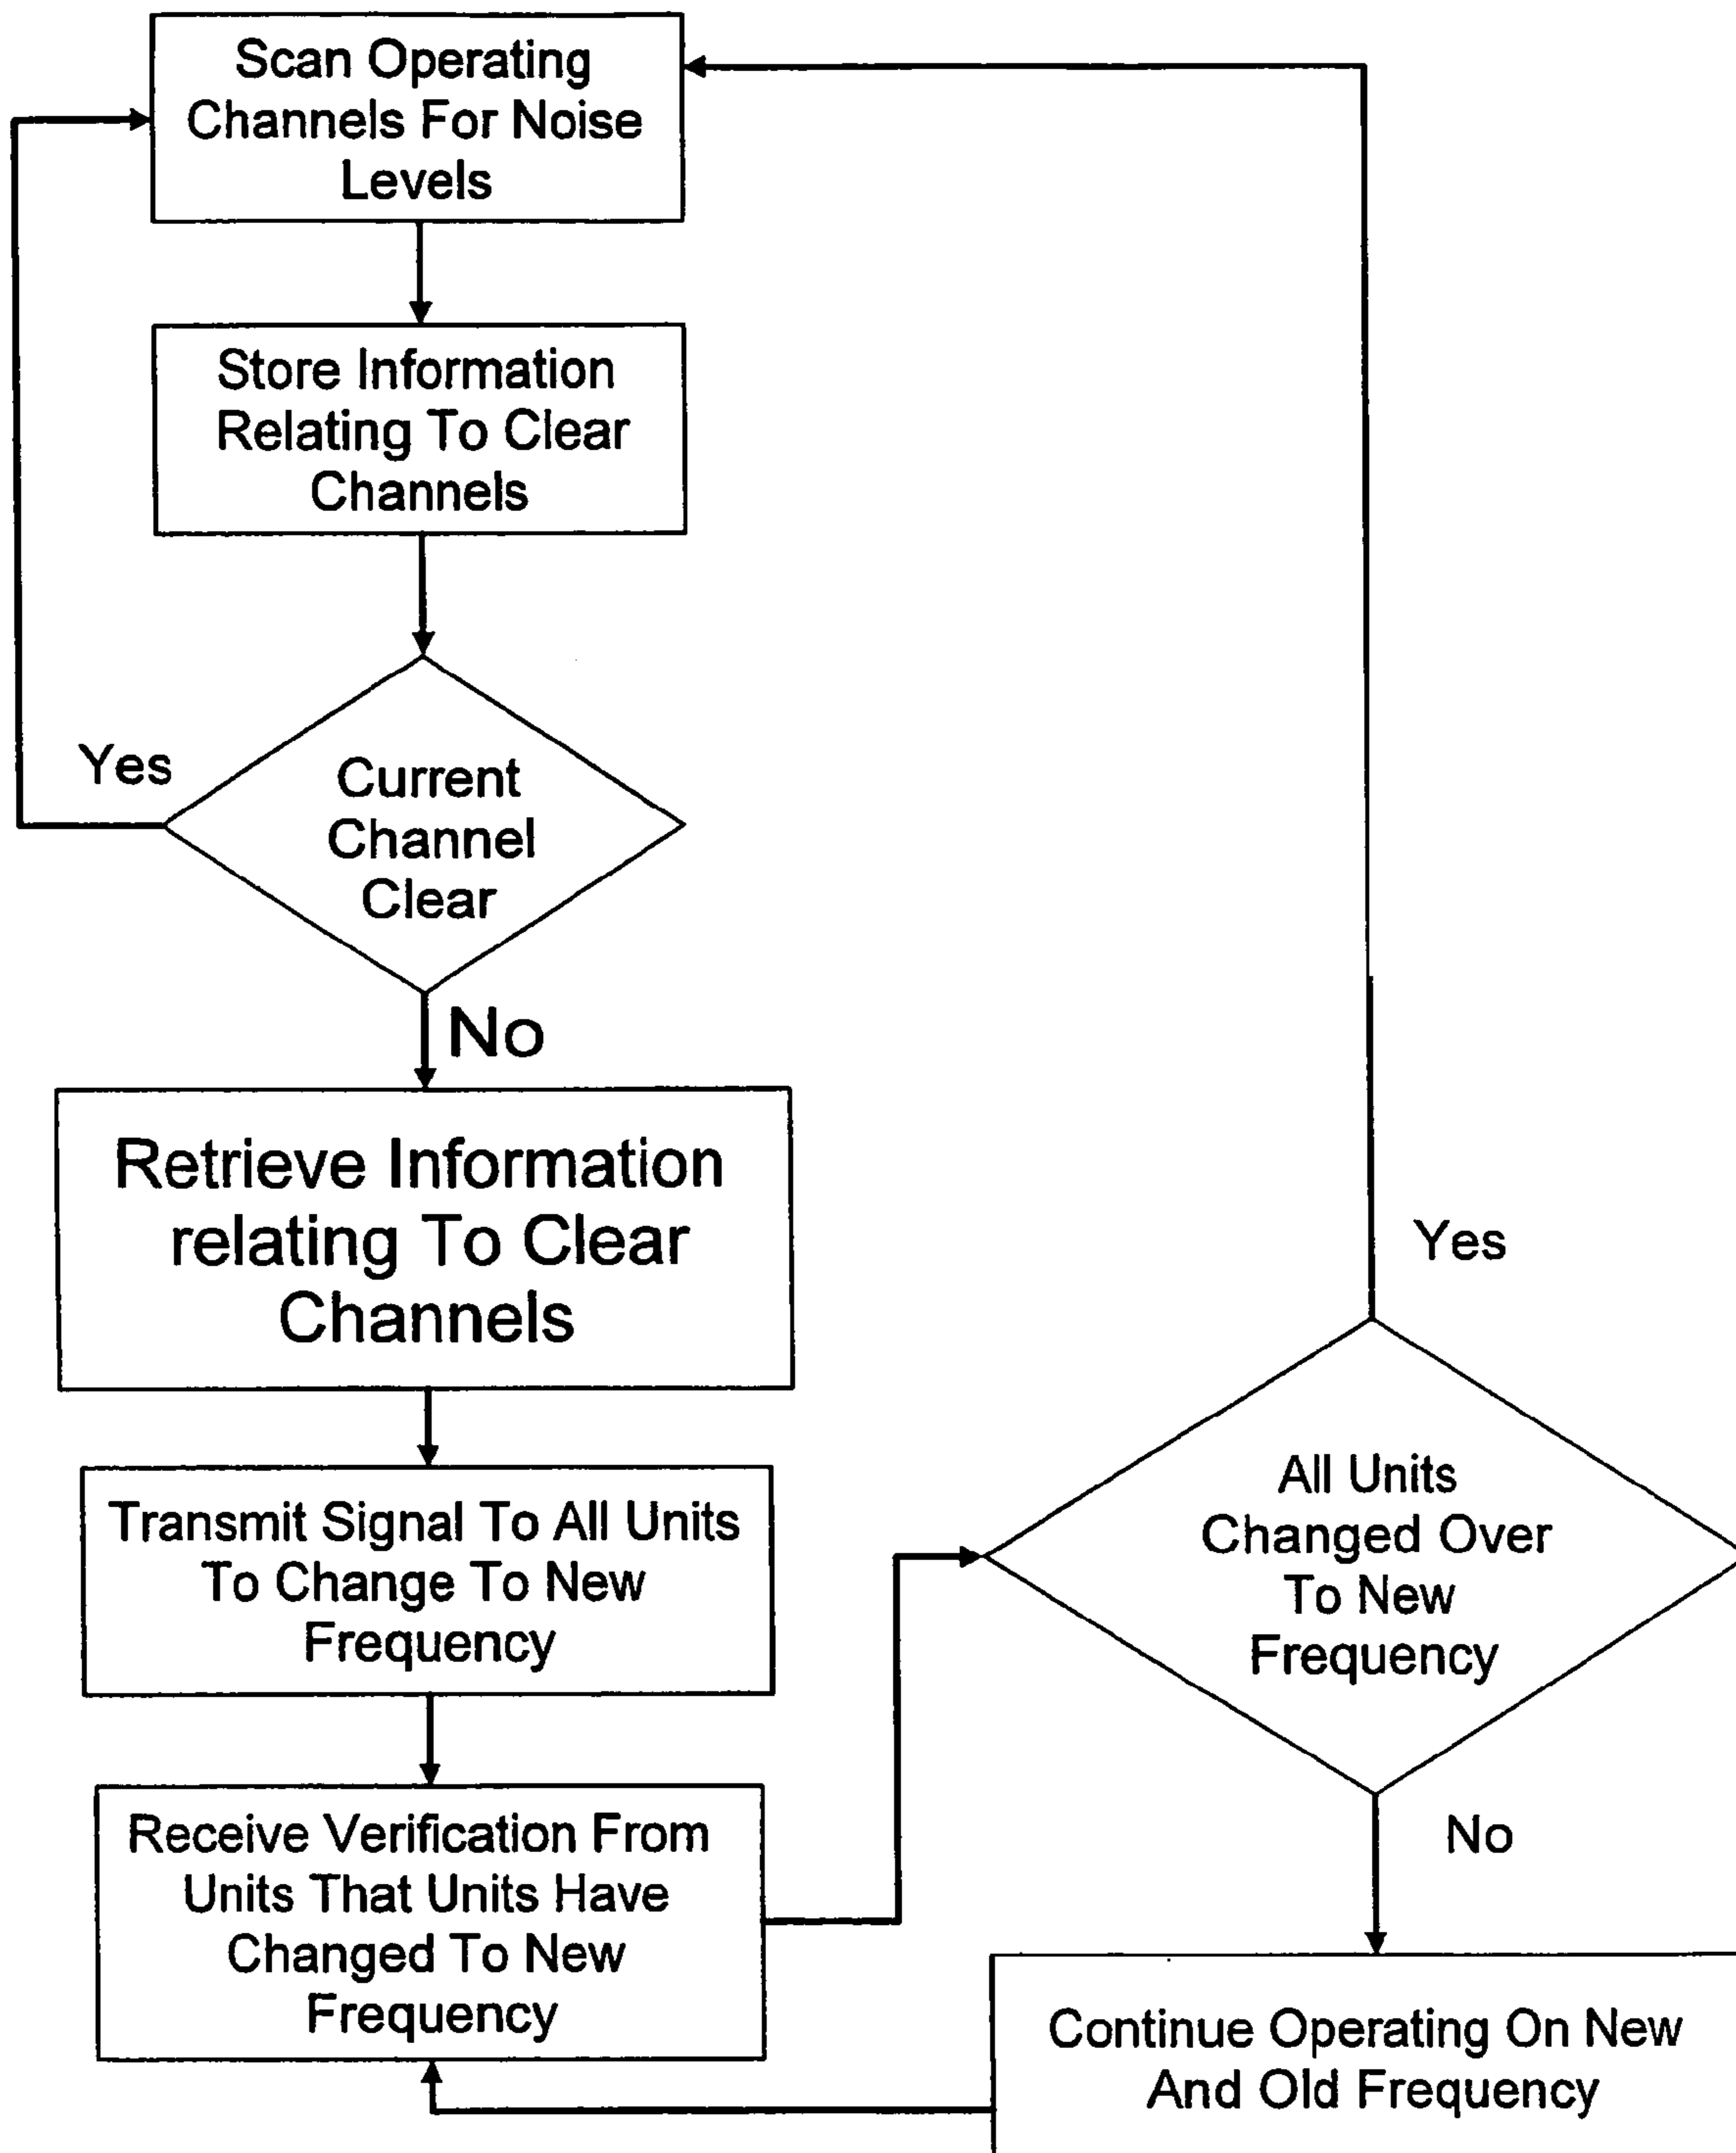 Scan Operating
Channels For Noise
Levels
Store Information
Relating To Clear
Channels
Yes
Current
Channel
Clear
No
Retrieve Information
relating To Clear
Channels
Transmit Signal To All Units
To Change To New
Frequency
Receive Verification From
Units That Units Have
Changed To New
Frequency
Yes
All Units
Changed Over
To New
Frequency
No
Continue Operating On New
And Old Frequency